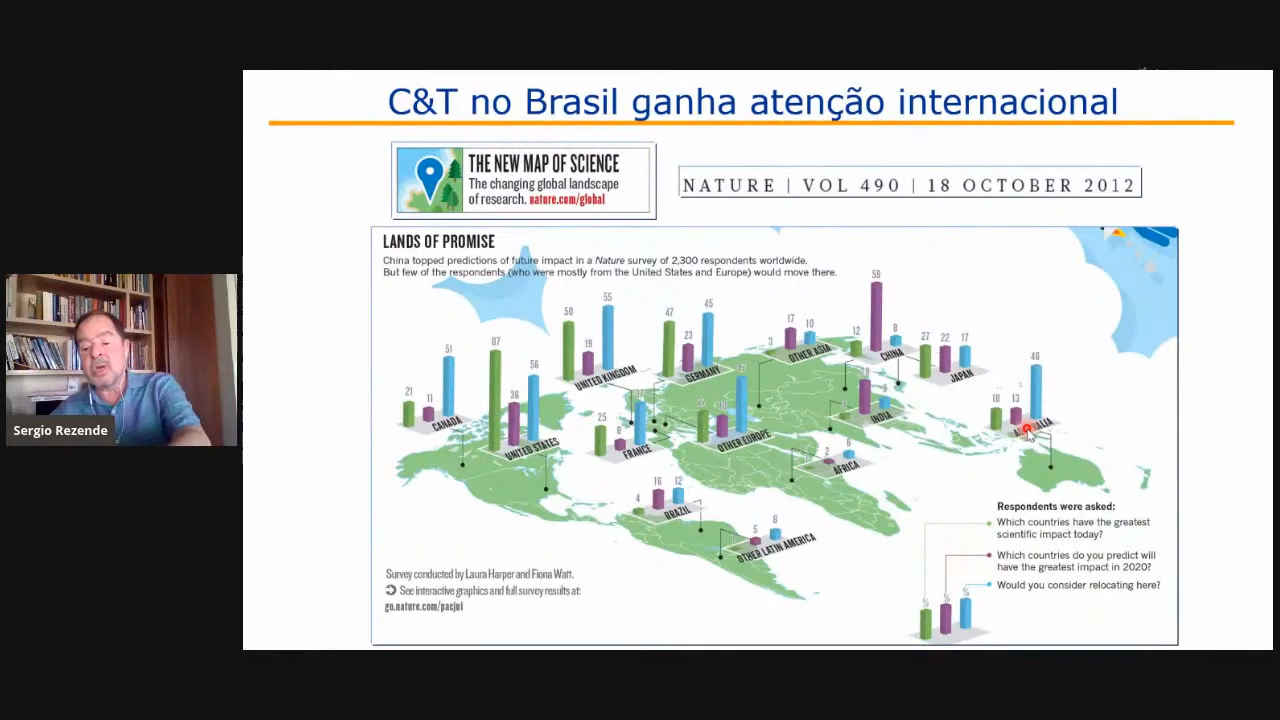 C&T no Brasil ganha atenção internacional
THE NEW MAP OF SCIENCE
The changing global landscape
of research. nature.com/global
NATURE | VOL 490 | 18 OCTOBER 2012
LANDS OF PROMISE
China topped predictions of future impact in a Nature survey of 2,300 respondents worldwide.
But few of the respondents (who were mostly from the United States and Europe) would move there.
21 11 51
CANADA
87 36 56
UNITED STATES
50 19 55
UNITED KINGDOM
47 23 45
GERMANY
25 8
FRANCE
OTHER EUROPE
3 17 10
OTHER ASIA
12 59 8
CHINA
27 22 17
JAPAN
INDIA
18 13 46
2 6
AFRICA
4 16 12
BRAZIL
5 8
OTHER LATIN AMERICA
Respondents were asked:
Which countries have the greatest
scientific impact today?
Which countries do you predict will
have the greatest impact in 2020?
Would you consider relocating here?
% % %
Survey conducted by Laura Harper and Fiona Watt.
See interactive graphics and full survey results at:
go.nature.com/pacjui
Sergio Rezende